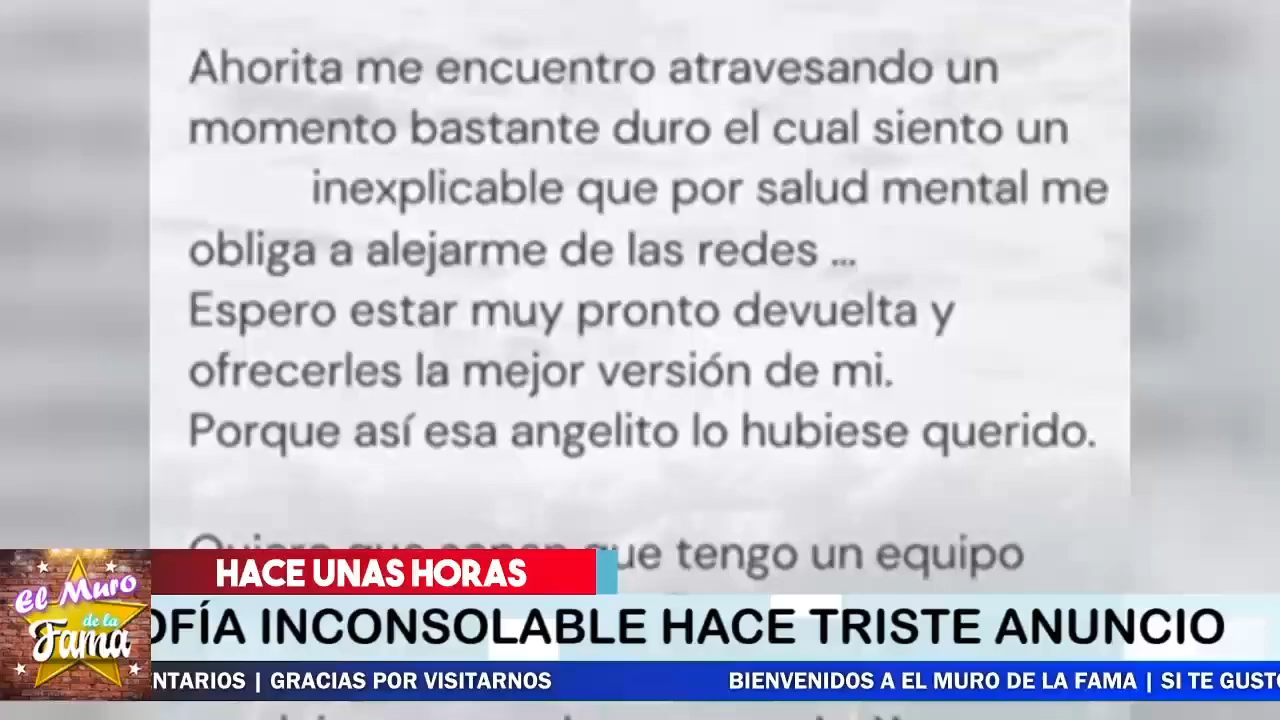 Ahorita me encuentro atravesando un
momento bastante duro el cual siento un
inexplicable que por salud mental me
obliga a alejarme de las redes ...
Espero estar muy pronto devuelta y
ofrecerles la mejor versión de mi.
Porque así esa angelito lo hubiese querido.
que tengo un equipo
HACE UNAS HORAS
OFÍA INCONSOLABLE HACE TRISTE ANUNCIO
El Muro
de la
Fama
NTARIOS | GRACIAS POR VISITARNOS
BIENVENIDOS A EL MURO DE LA FAMA | SI TE GUSTO